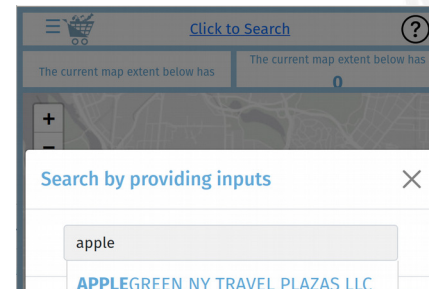 Click to Search
?
The current map extent below has
The current map extent below has
0
+
−
Search by providing inputs
apple
APPLEGREEN NY TRAVEL PLAZAS LLC